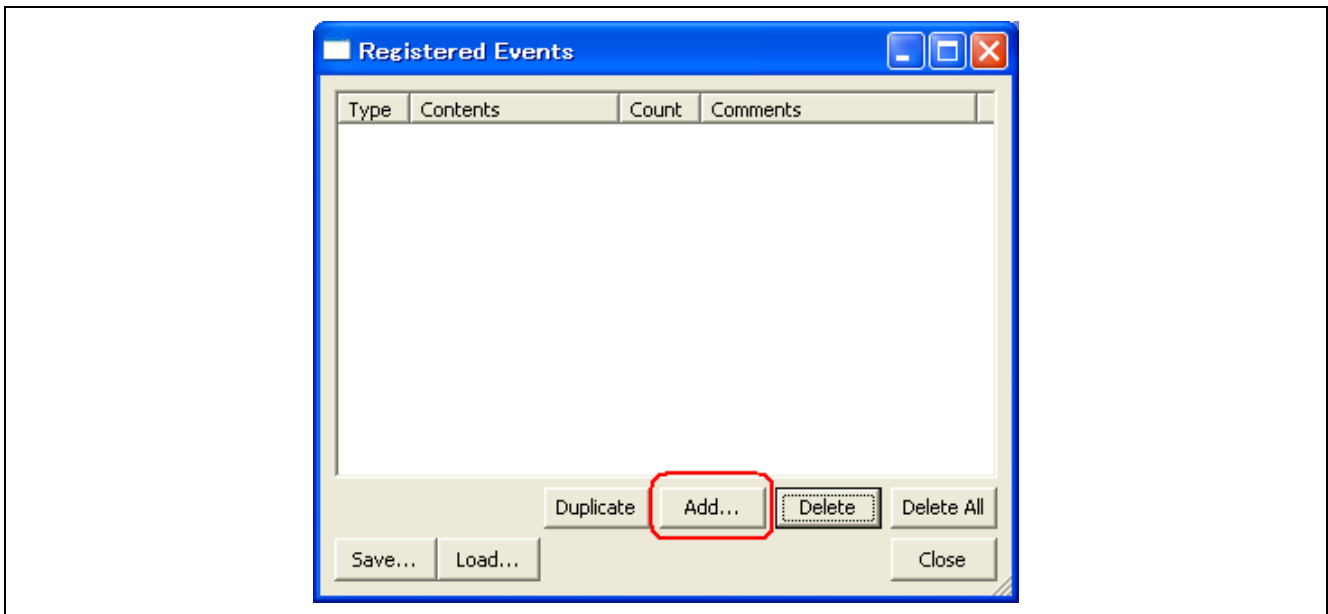 Registered Events
Type Contents Count Comments
Duplicate Add... Delete Delete All
Save... Load... Close